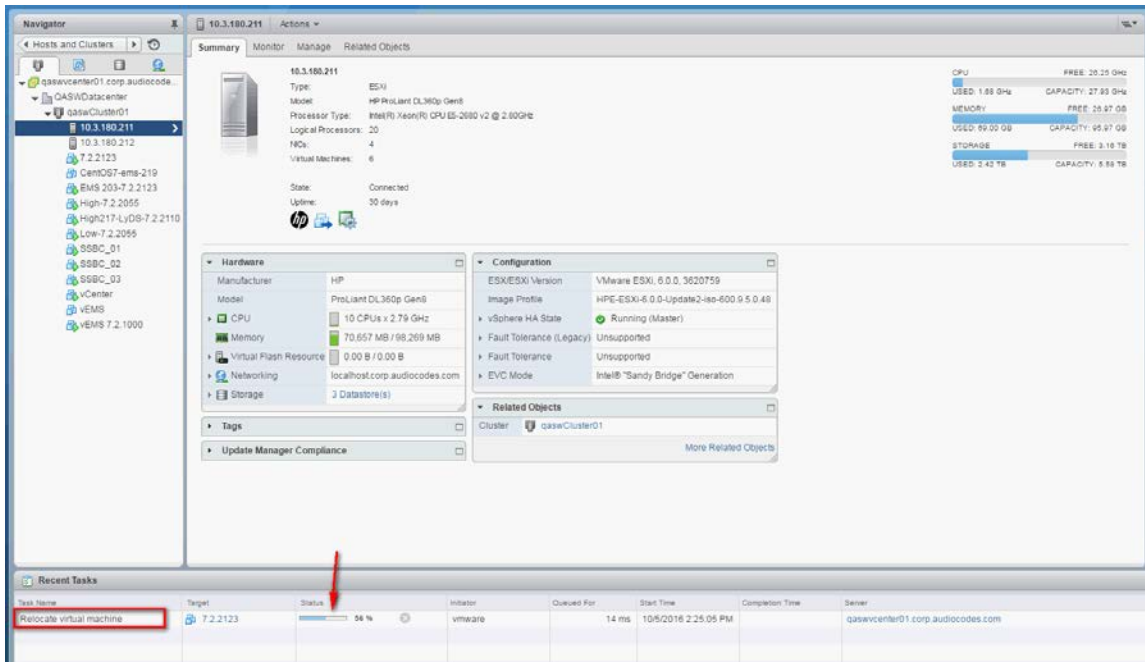 Navigator
10.3.180.211 Actions
Hosts and Clusters
Summary Monitor Manage Related Objects
qaswvcenter01.corp.audiocode...
QASWDatacenter
qaswCluster01
10.3.180.211
10.3.180.212
7.2.2123
CentOS7-ems-219
EMS 203-7.2.2123
High-7.2.2055
High217-LyDS-7.2.2110
Low-7.2.2055
SSBC_01
SSBC_02
SSBC_03
vCenter
vEMS
vEMS 7.2.1000
10.3.180.211
Type: ESXi
Model: HP ProLiant DL360p Gen8
Processor Type: Intel(R) Xeon(R) CPU E5-2680 v2 @ 2.80GHz
Logical Processors: 20
NICs: 4
Virtual Machines: 6
State: Connected
Uptime: 30 days
hp
CPU FREE: 26.25 GHz
USED: 1.68 GHz CAPACITY: 27.93 GHz
MEMORY FREE: 26.97 GB
USED: 69.00 GB CAPACITY: 95.97 GB
STORAGE FREE: 3.16 TB
USED: 2.42 TB CAPACITY: 5.58 TB
Hardware
Manufacturer HP
Model ProLiant DL360p Gen8
CPU 10 CPUs x 2.79 GHz
Memory 70,657 MB / 98,269 MB
Virtual Flash Resource 0.00 B / 0.00 B
Networking localhost.corp.audiocodes.com
Storage 3 Datastore(s)
Tags
Update Manager Compliance
Configuration
ESX/ESXi Version VMware ESXi, 6.0.0, 3620759
Image Profile HPE-ESXi-6.0.0-Update2-iso-600.9.5.0.48
vSphere HA State Running (Master)
Fault Tolerance (Legacy) Unsupported
Fault Tolerance Unsupported
EVC Mode Intel® "Sandy Bridge" Generation
Related Objects
Cluster qaswCluster01
More Related Objects
Recent Tasks
Task Name Target Status Initiator Queued For Start Time Completion Time Server
Relocate virtual machine 7.2.2123 56 % vmware 14 ms 10/5/2016 2:25:05 PM qaswvcenter01.corp.audiocodes.com